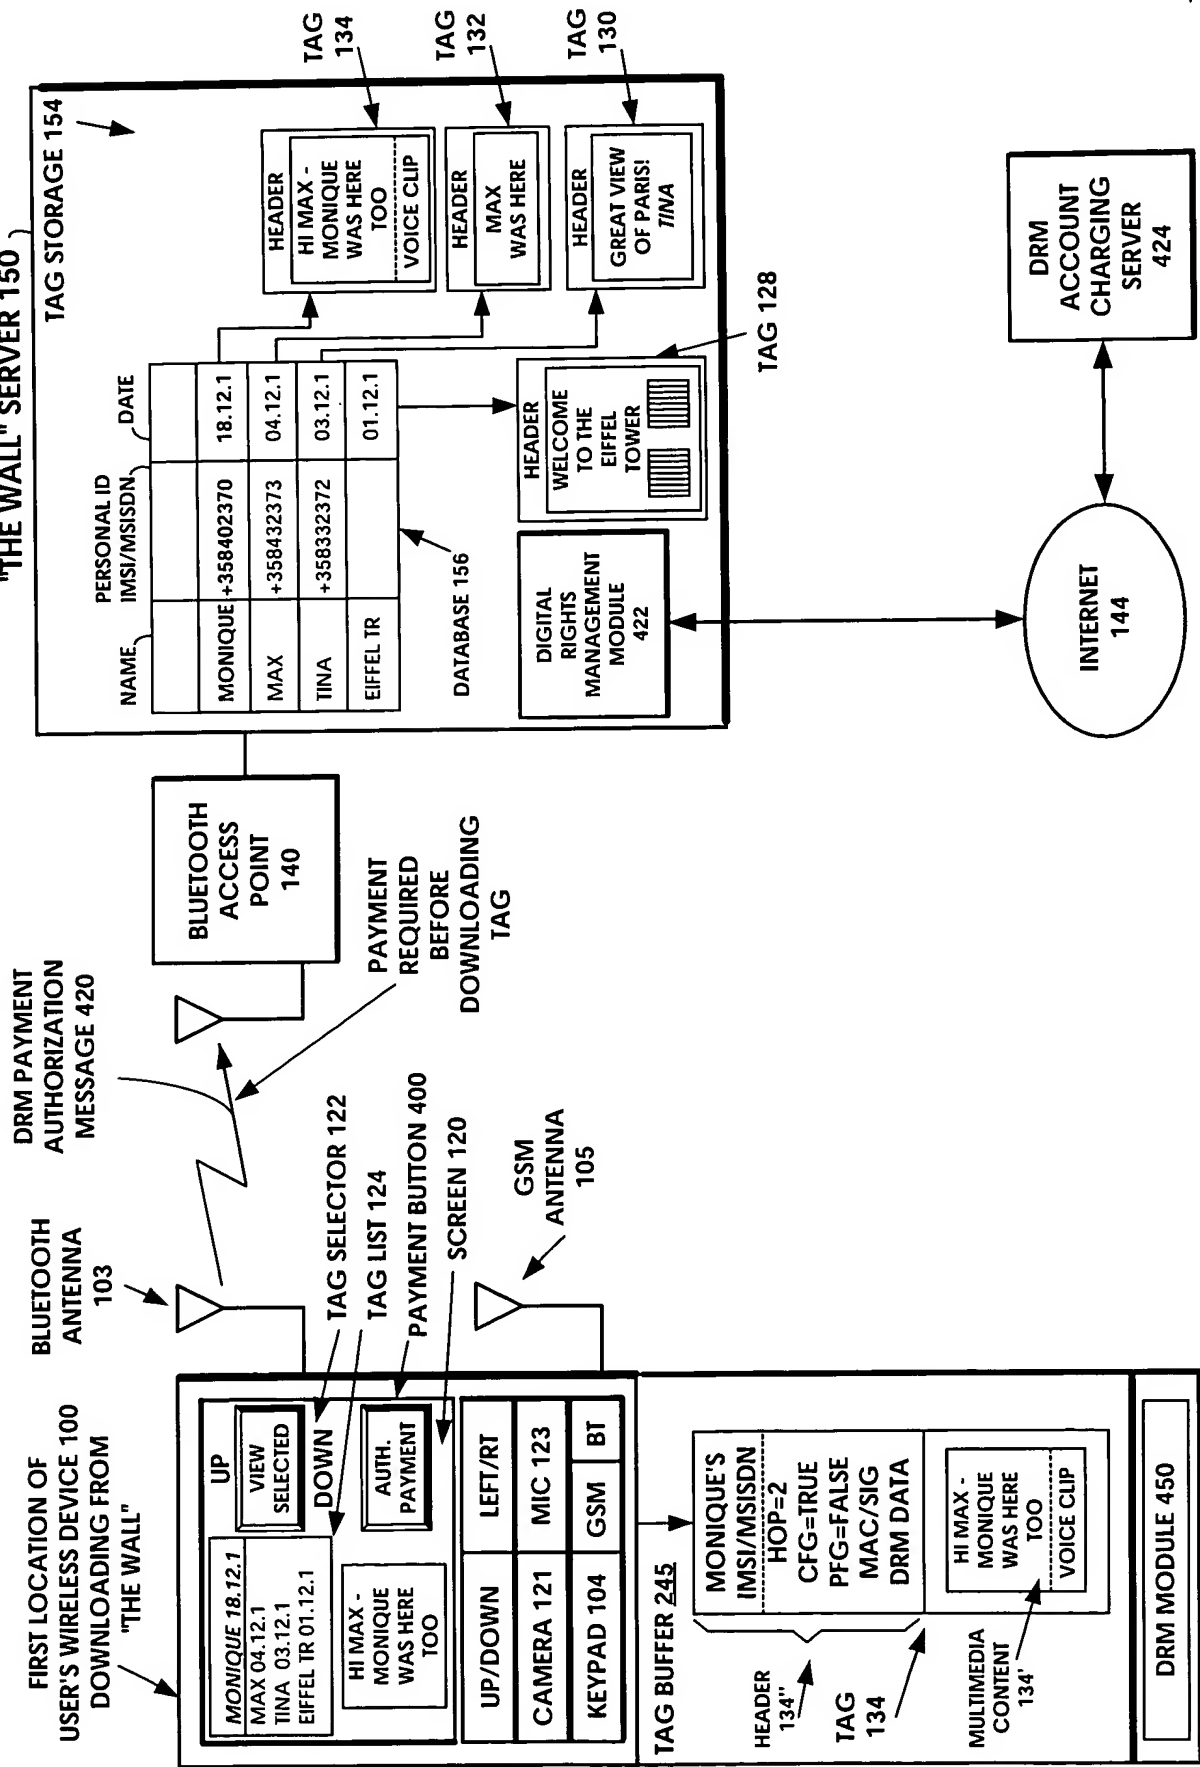 FIRST LOCATION OF
USER'S WIRELESS DEVICE 100
DOWNLOADING FROM
"THE WALL"
BLUETOOTH
ANTENNA
103
DRM PAYMENT
AUTHORIZATION
MESSAGE 420
MONIQUE 18.12.1
MAX 04.12.1
TINA 03.12.1
EIFFEL TR 01.12.1
UP
VIEW
SELECTED
DOWN
HI MAX -
MONIQUE
WAS HERE
TOO
AUTH.
PAYMENT
TAG SELECTOR 122
TAG LIST 124
PAYMENT BUTTON 400
SCREEN 120
UP/DOWN
LEFT/RT
CAMERA 121
MIC 123
KEYPAD 104
GSM
BT
GSM
ANTENNA
105
TAG BUFFER 245
MONIQUE'S
IMSI/MSISDN
HOP=2
CFG=TRUE
PFG=FALSE
MAC/SIG
DRM DATA
HEADER
134"
TAG
134
MULTIMEDIA
CONTENT
134'
HI MAX -
MONIQUE
WAS HERE
TOO
VOICE CLIP
DRM MODULE 450
PAYMENT
REQUIRED
BEFORE
DOWNLOADING
TAG
BLUETOOTH
ACCESS
POINT
140
"THE WALL" SERVER 150
TAG STORAGE 154
NAME
PERSONAL ID
IMSI/MSISDN
DATE
MONIQUE +358402370 18.12.1
MAX +358432373 04.12.1
TINA +358332372 03.12.1
EIFFEL TR 01.12.1
DATABASE 156
HEADER
HI MAX -
MONIQUE
WAS HERE
TOO
VOICE CLIP
TAG
134
HEADER
MAX
WAS HERE
TAG
132
HEADER
GREAT VIEW
OF PARIS!
TINA
TAG
130
HEADER
WELCOME
TO THE
EIFFEL
TOWER
TAG 128
DIGITAL
RIGHTS
MANAGEMENT
MODULE
422
INTERNET
144
DRM
ACCOUNT
CHARGING
SERVER
424